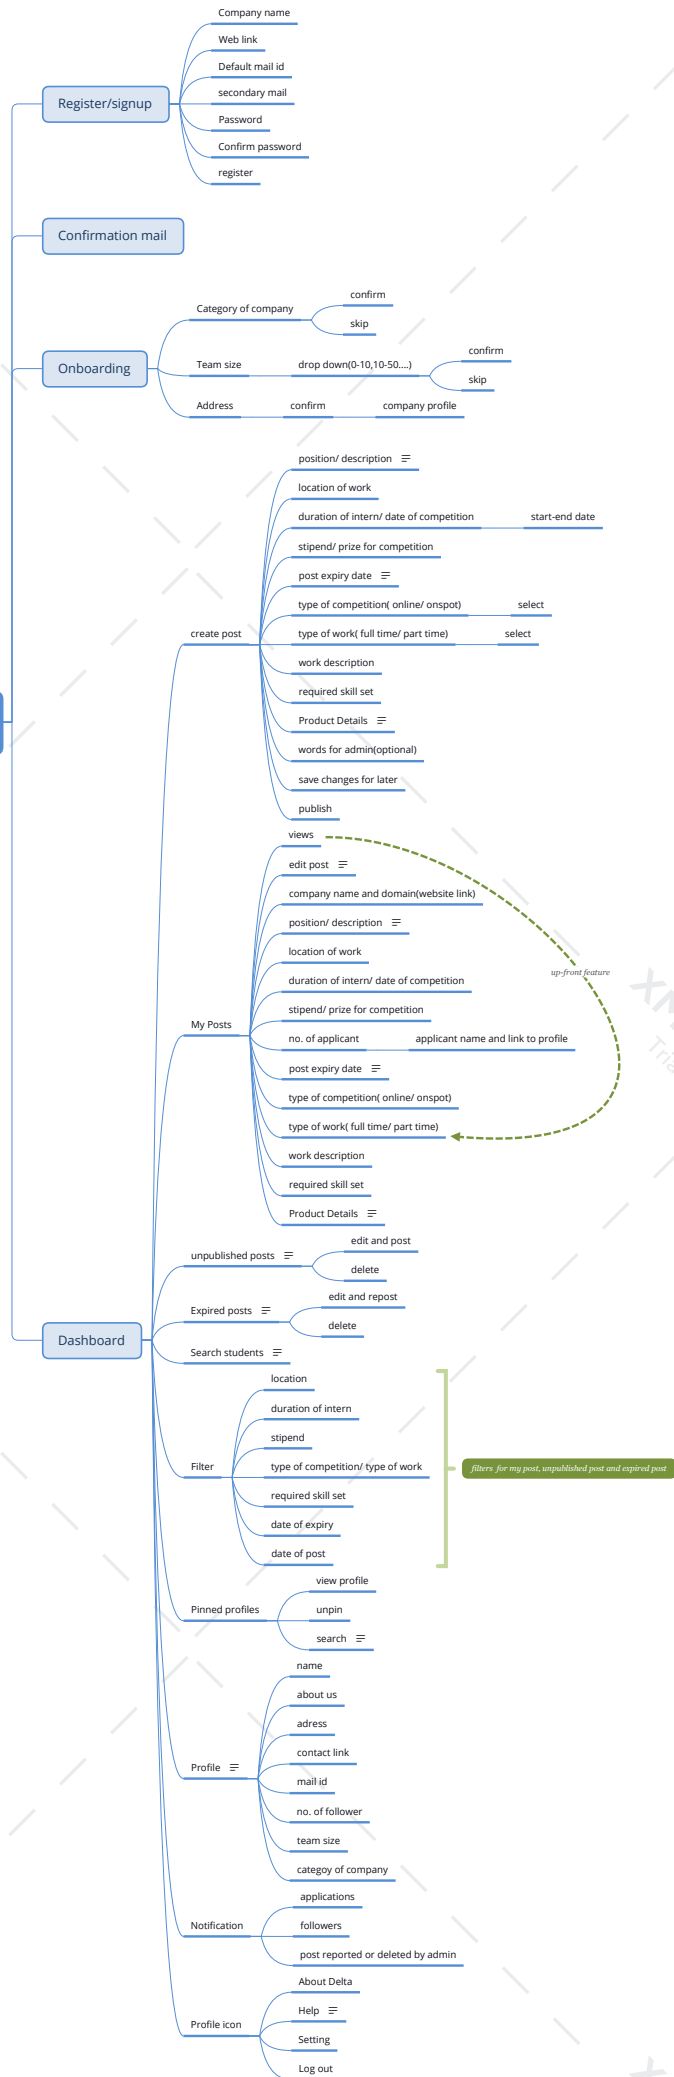 Company name
Web link
Default mail id
secondary mail
Password
Confirm password
register
Register/signup
Confirmation mail
Onboarding
Category of company
confirm
skip
Team size
drop down(0-10,10-50....)
confirm
skip
Address
confirm
company profile
create post
position/ description
location of work
duration of intern/ date of competition
start-end date
stipend/ prize for competition
post expiry date
type of competition( online/ onspot)
select
type of work( full time/ part time)
select
work description
required skill set
Product Details
words for admin(optional)
save changes for later
publish
My Posts
views
edit post
company name and domain(website link)
position/ description
location of work
duration of intern/ date of competition
up-front feature
stipend/ prize for competition
no. of applicant
applicant name and link to profile
post expiry date
type of competition( online/ onspot)
type of work( full time/ part time)
work description
required skill set
Product Details
Dashboard
unpublished posts
edit and post
delete
Expired posts
edit and repost
delete
Search students
Filter
location
duration of intern
stipend
type of competition/ type of work
required skill set
date of expiry
date of post
filters for my post, unpublished post and expired post
Pinned profiles
view profile
unpin
search
Profile
name
about us
adress
contact link
mail id
no. of follower
team size
categoy of company
Notification
applications
followers
post reported or deleted by admin
Profile icon
About Delta
Help
Setting
Log out